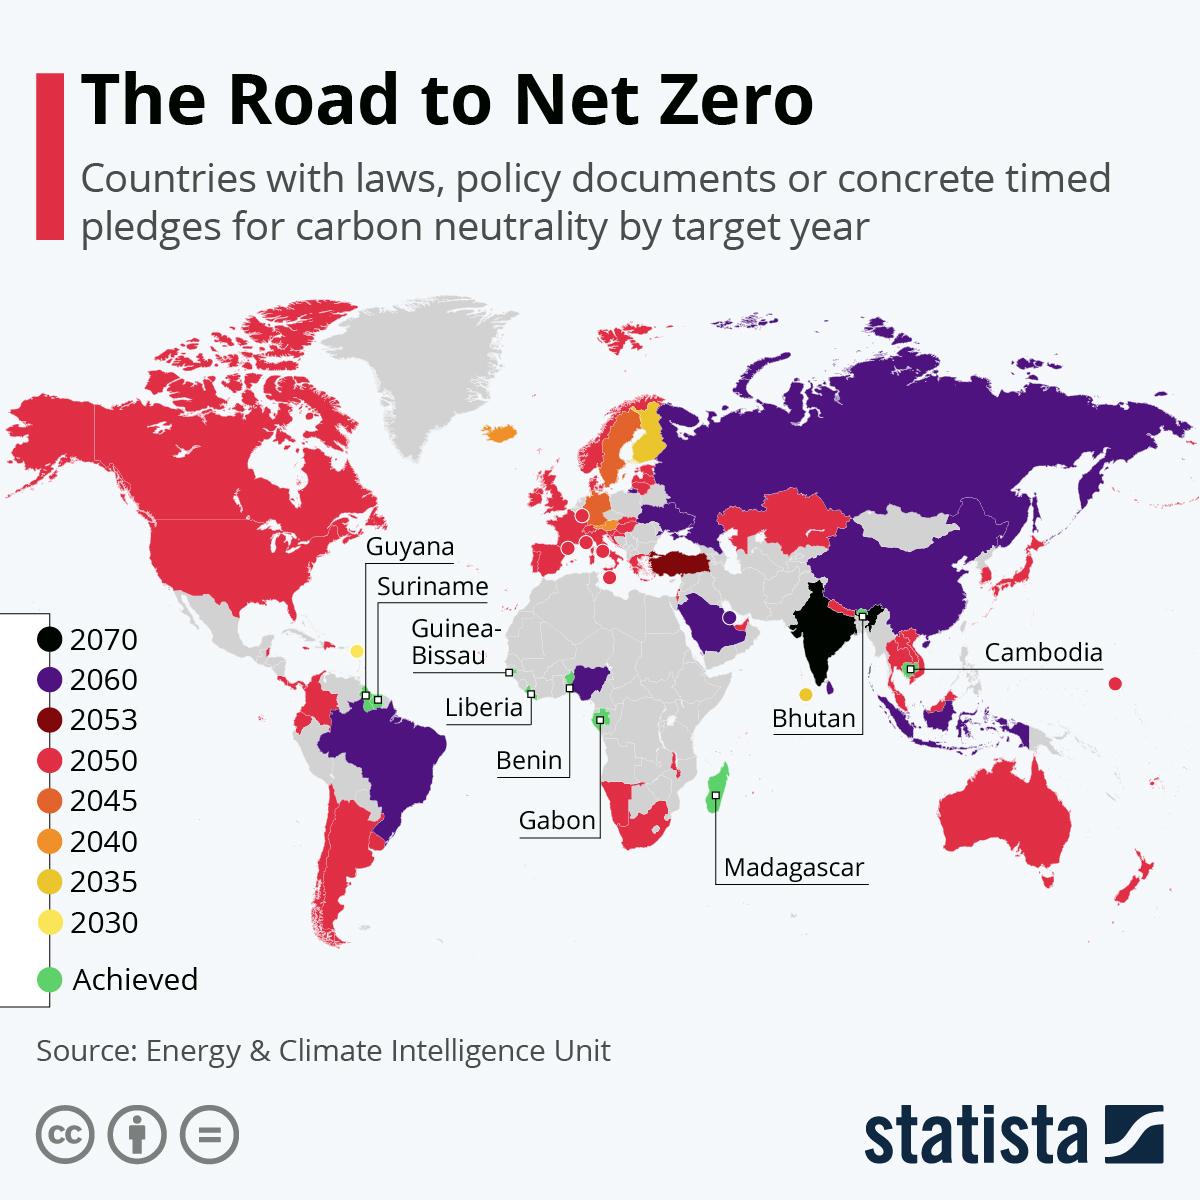 The Road to Net Zero
Countries with laws, policy documents or concrete timed
pledges for carbon neutrality by target year
Guyana
Suriname
Guinea-
Bissau
Liberia
Benin
Gabon
Madagascar
Bhutan
Cambodia
2070
2060
2053
2050
2045
2040
2035
2030
Achieved
Source: Energy & Climate Intelligence Unit
cc
statista